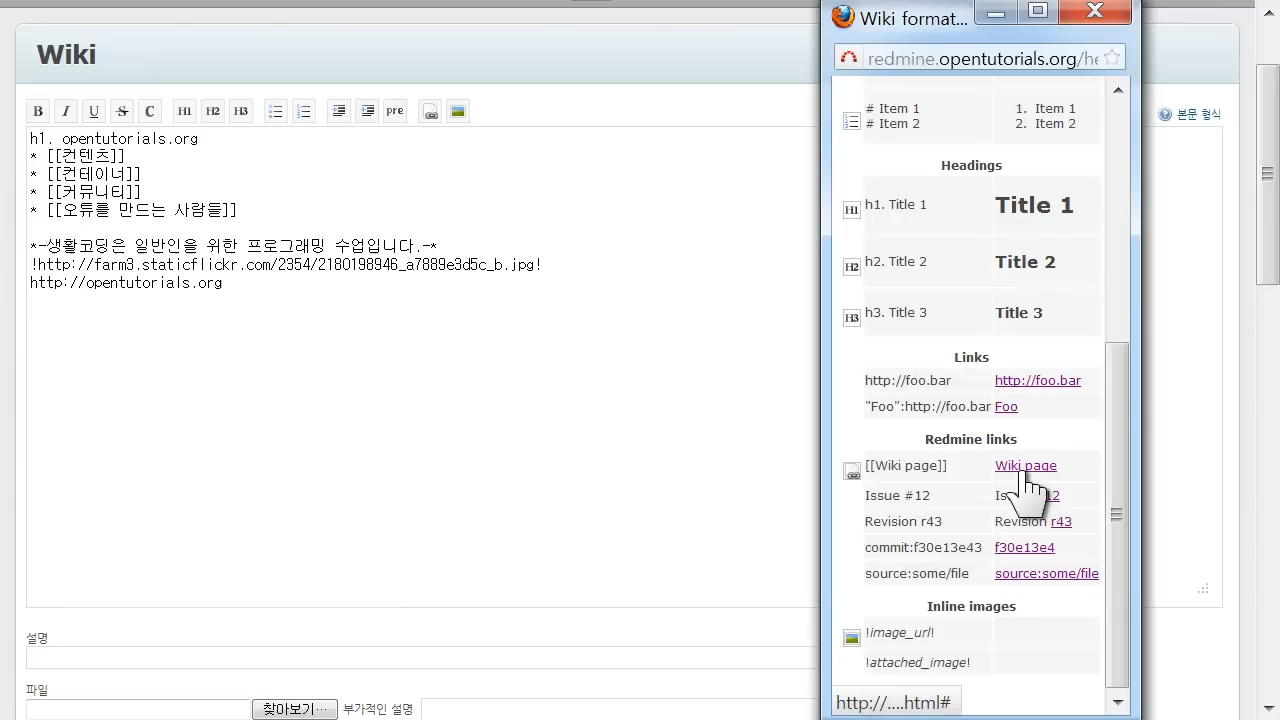 Wiki
B I U S C H1 H2 H3 pre
본문 형식
h1. opentutorials.org
* [[컨텐츠]]
* [[컨테이너]]
* [[커뮤니티]]
* [[오튜를 만드는 사람들]]
*-생활코딩은 일반인을 위한 프로그래밍 수업입니다.-*
!http://farm3.staticflickr.com/2354/2180198946_a7889e3d5c_b.jpg!
http://opentutorials.org
설명
파일
찾아보기... 부가적인 설명
Wiki format...
redmine.opentutorials.org/he
# Item 1 1. Item 1
# Item 2 2. Item 2
Headings
H1 h1. Title 1 Title 1
H2 h2. Title 2 Title 2
H3 h3. Title 3 Title 3
Links
http://foo.bar http://foo.bar
"Foo":http://foo.bar Foo
Redmine links
[[Wiki page]] Wiki page
Issue #12 12
Revision r43 Revision r43
commit:f30e13e43 f30e13e4
source:some/file source:some/file
Inline images
!image_url!
!attached_image!
http://....html#